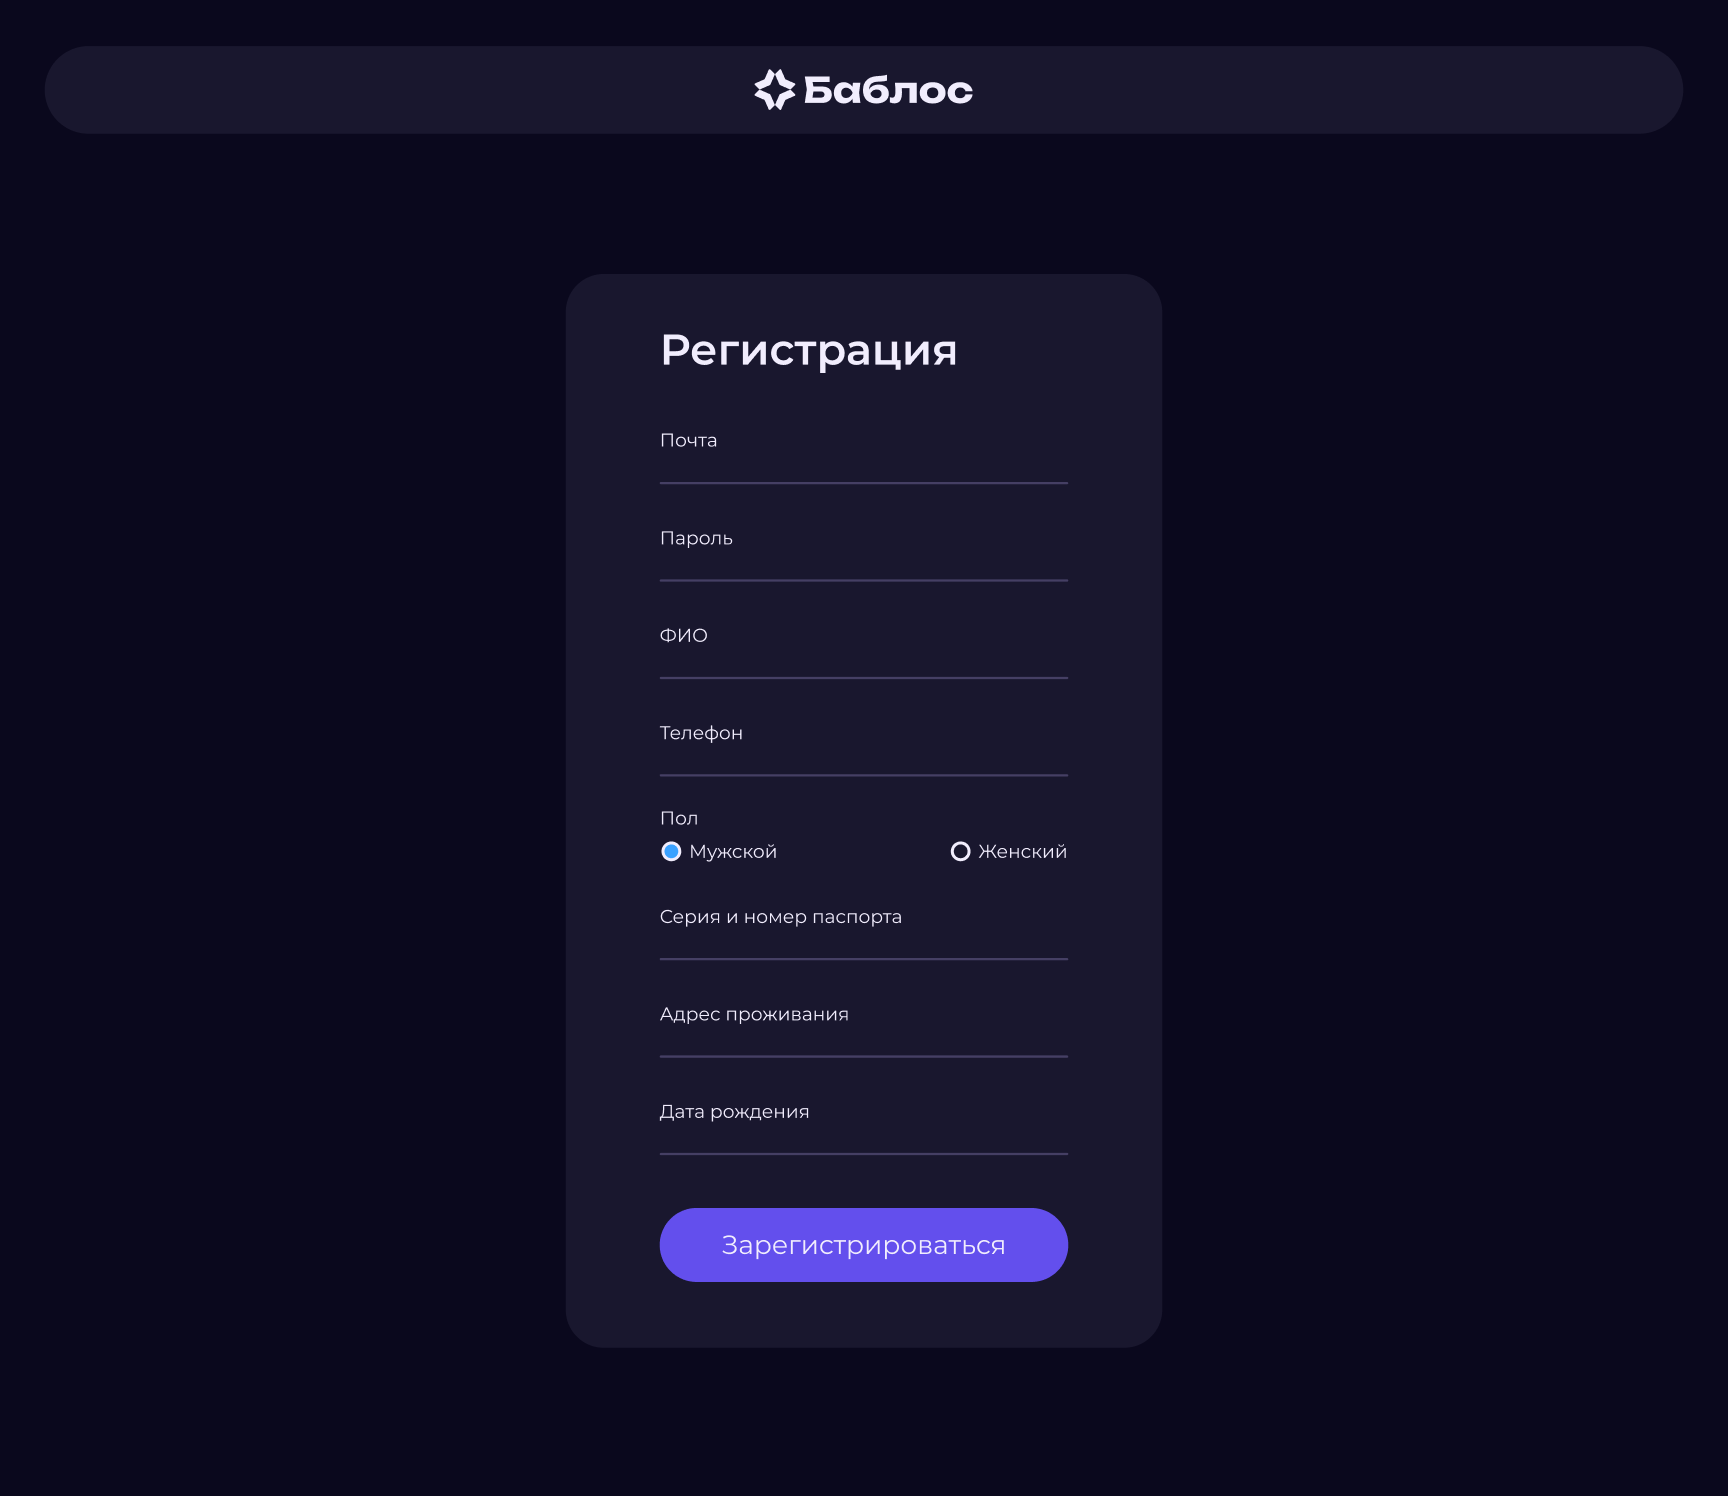 Баблос
Регистрация
Почта
Пароль
ФИО
Телефон
Пол
Мужской Женский
Серия и номер паспорта
Адрес проживания
Дата рождения
Зарегистрироваться